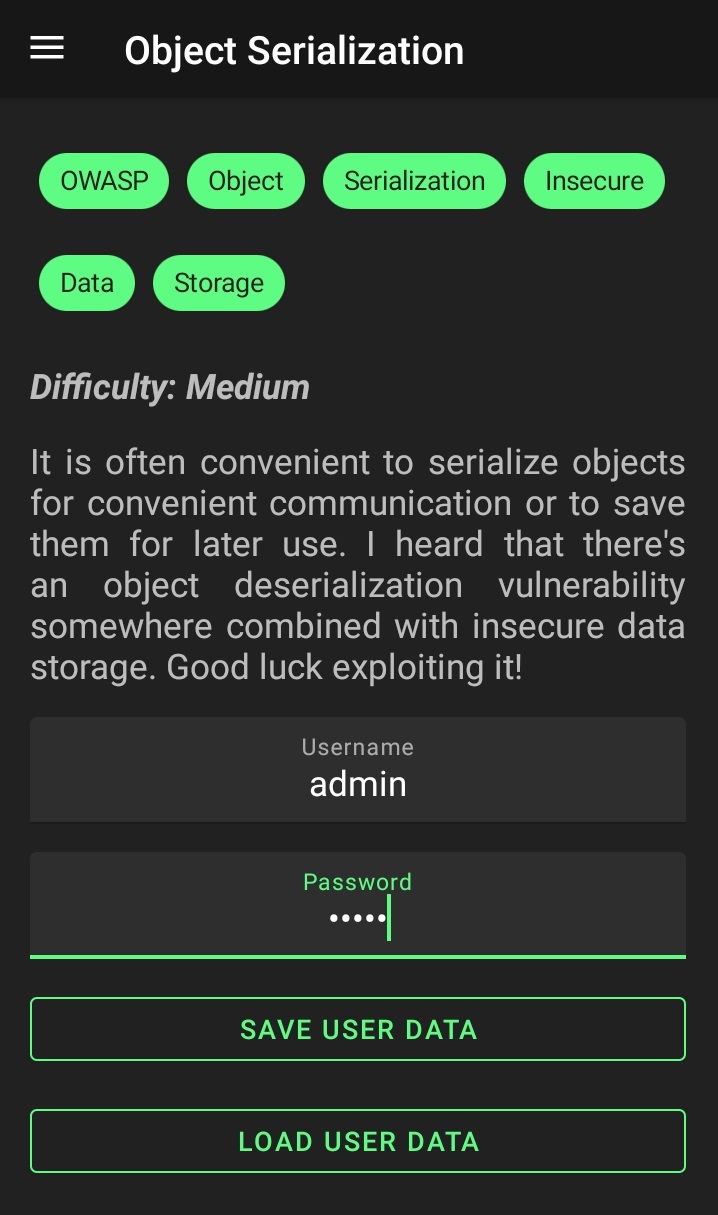 Object Serialization
OWASP Object Serialization Insecure
Data Storage
Difficulty: Medium
It is often convenient to serialize objects
for convenient communication or to save
them for later use. I heard that there's
an object deserialization vulnerability
somewhere combined with insecure data
storage. Good luck exploiting it!
Username
admin
Password
•••••
SAVE USER DATA
LOAD USER DATA